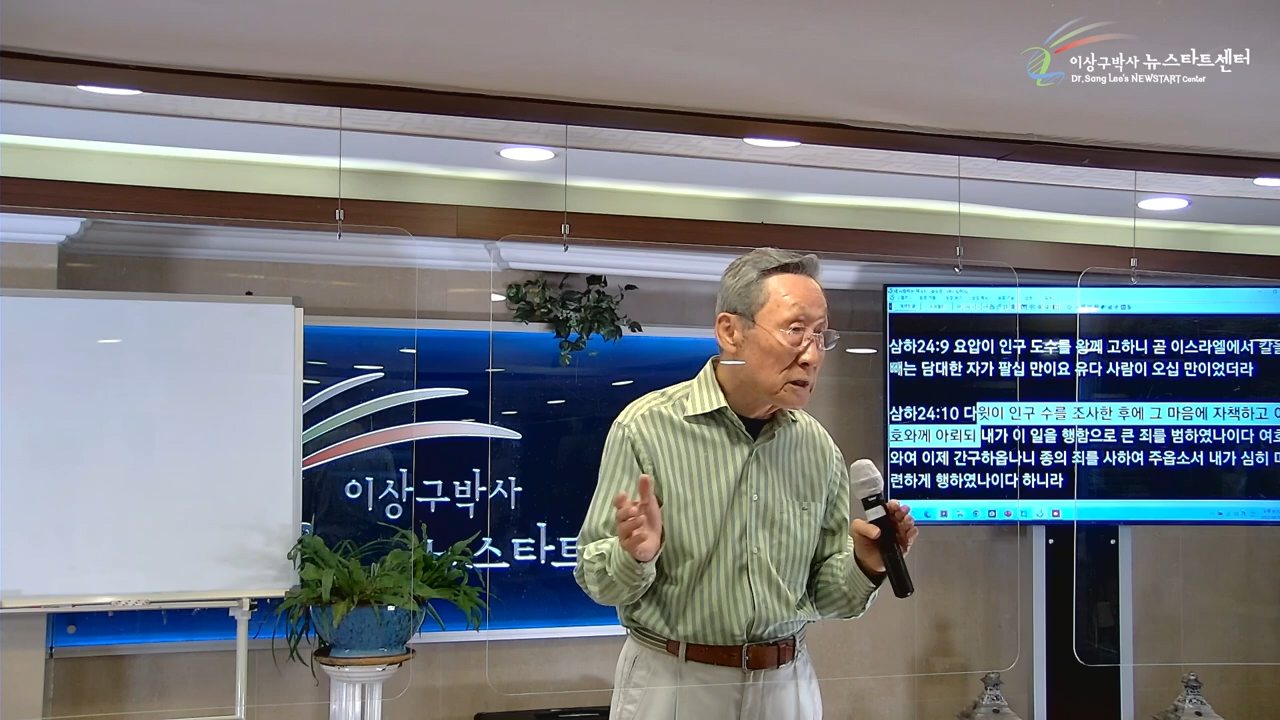 이상구박사 뉴스타트센터
Dr. Sang Lee's NEWSTART Center
삼하24:9 요압이 인구 도수를 왕께 고하니 곧 이스라엘에서 칼을
빼는 담대한 자가 팔십 만이요 유다 사람이 오십 만이었더라
삼하24:10 다윗이 인구 수를 조사한 후에 그 마음에 자책하고 여
호와께 아뢰되 내가 이 일을 행함으로 큰 죄를 범하였나이다 여호
와여 이제 간구하옵나니 종의 죄를 사하여 주옵소서 내가 심히 미
련하게 행하였나이다 하니라
이상구박사
뉴스타트